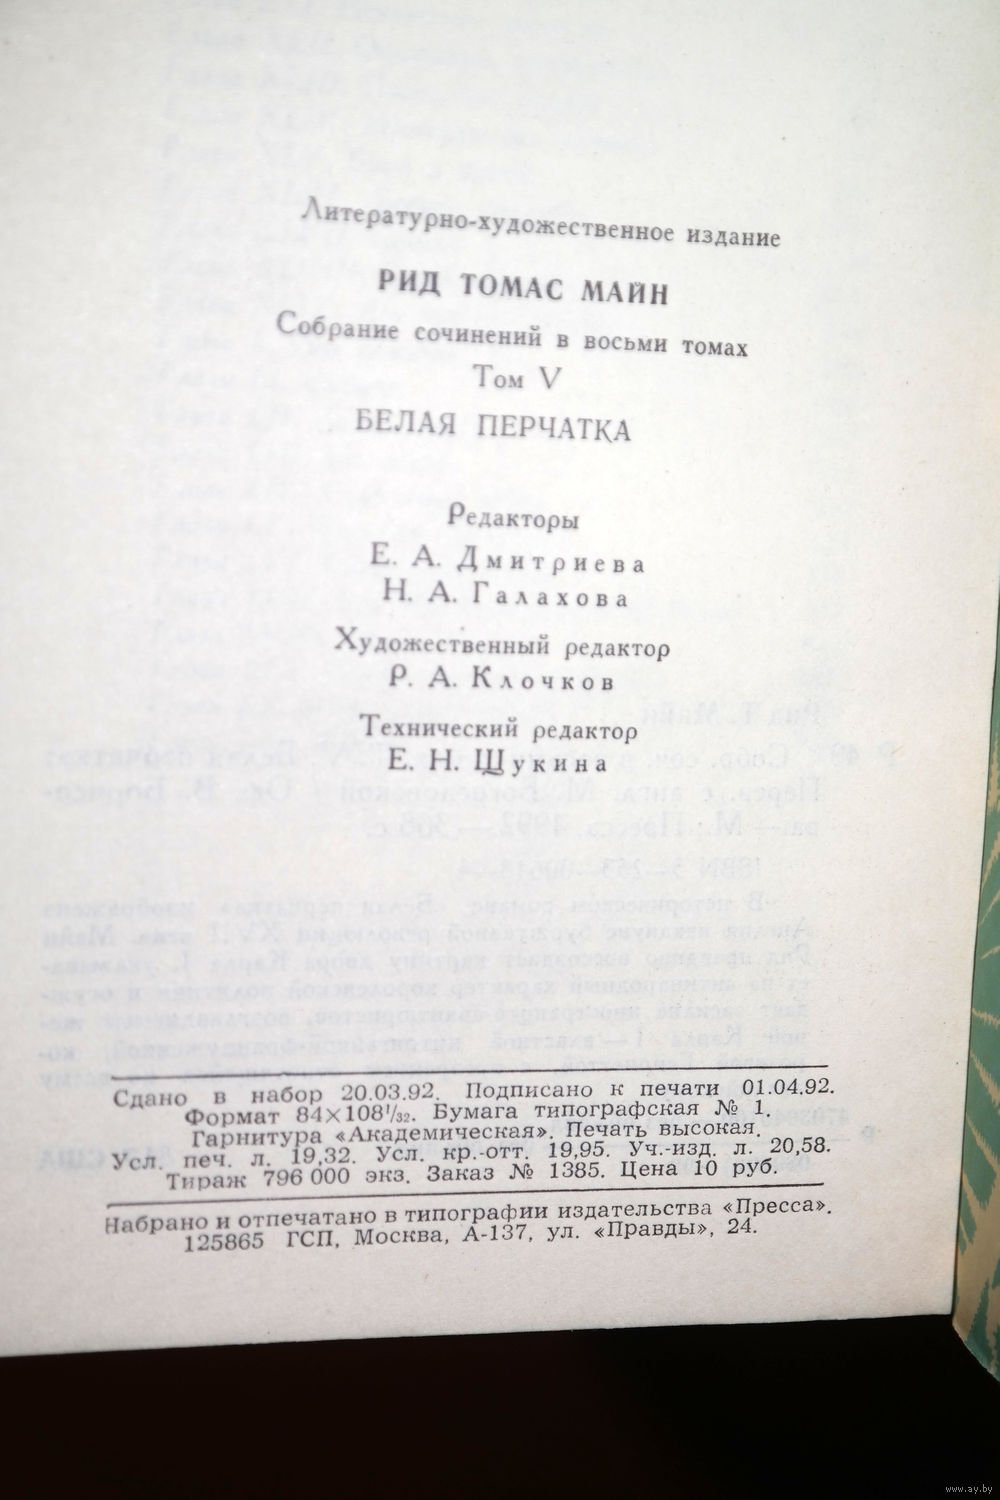 Литературно-художественное издание
РИД ТОМАС МАЙН
Собрание сочинений в восьми томах
Том V
БЕЛАЯ ПЕРЧАТКА
Редакторы
Е. А. Дмитриева
Н. А. Галахова
Художественный редактор
Р. А. Клочков
Технический редактор
Е. Н. Щукина
Сдано в набор 20.03.92. Подписано к печати 01.04.92.
Формат 84×108¹/₃₂. Бумага типографская № 1.
Гарнитура «Академическая». Печать высокая.
Усл. печ. л. 19,32. Усл. кр.-отт. 19,95. Уч.-изд. л. 20,58.
Тираж 796 000 экз. Заказ № 1385. Цена 10 руб.
Набрано и отпечатано в типографии издательства «Пресса».
125865 ГСП, Москва, А-137, ул. «Правды», 24.
www.ay.by